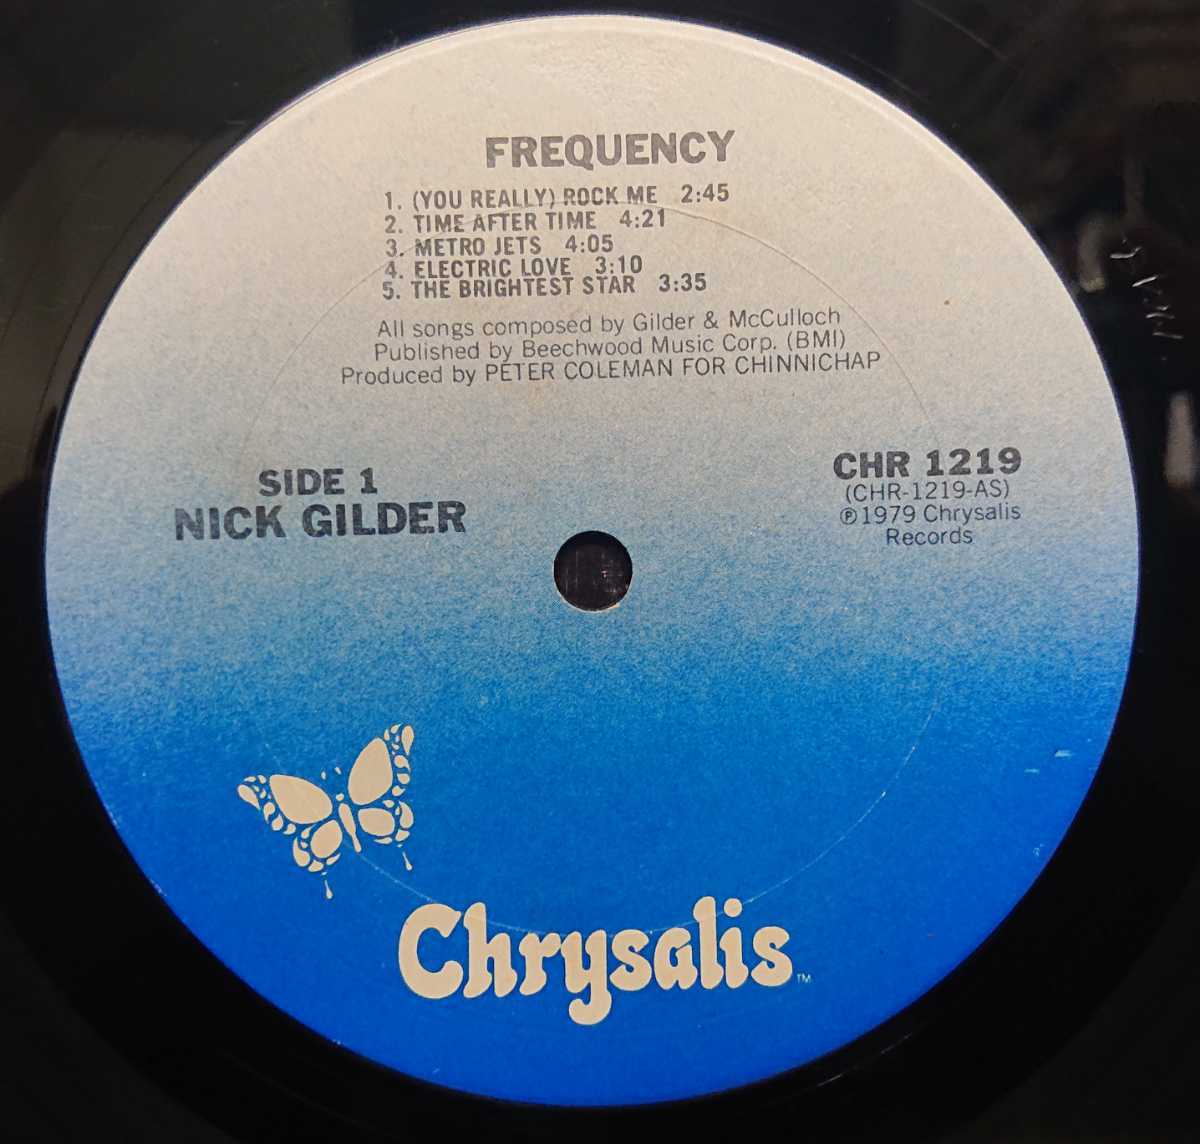 FREQUENCY
1. (YOU REALLY) ROCK ME 2:45
2. TIME AFTER TIME 4:21
3. METRO JETS 4:05
4. ELECTRIC LOVE 3:10
5. THE BRIGHTEST STAR 3:35
All songs composed by Gilder & McCulloch
Published by Beechwood Music Corp. (BMI)
Produced by PETER COLEMAN FOR CHINNICHAP
SIDE 1
NICK GILDER
CHR 1219
(CHR-1219-AS)
℗1979 Chrysalis
Records
Chrysalis™